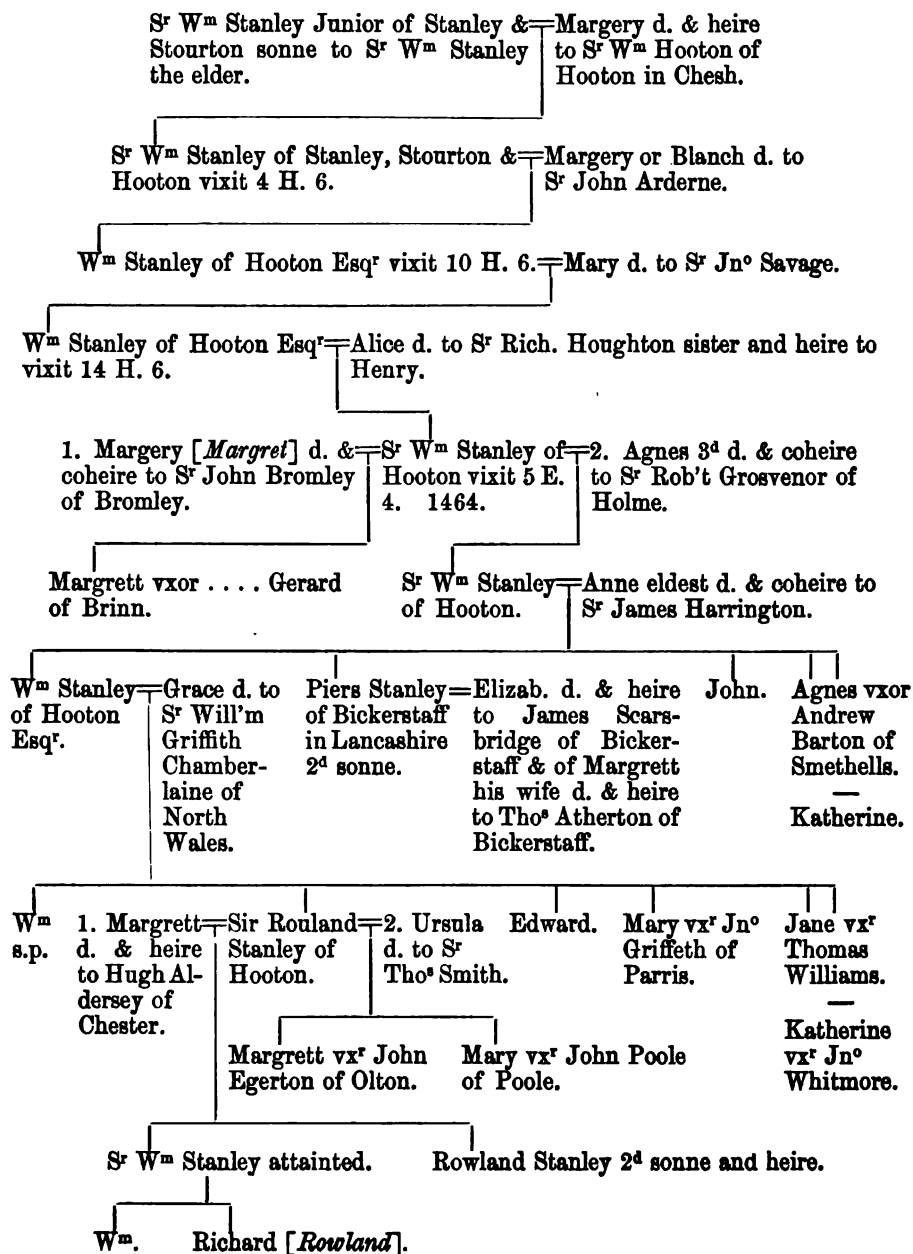 Sʳ Wᵐ Stanley Junior of Stanley &
Stourton sonne to Sʳ Wᵐ Stanley
the elder.
Margery d. & heire
to Sʳ Wᵐ Hooton of
Hooton in Chesh.
Sʳ Wᵐ Stanley of Stanley, Stourton &
Hooton vixit 4 H. 6.
Margery or Blanch d. to
Sʳ John Arderne.
Wᵐ Stanley of Hooton Esqʳ vixit 10 H. 6.
Mary d. to Sʳ Jnᵒ Savage.
Wᵐ Stanley of Hooton Esqʳ
vixit 14 H. 6.
Alice d. to Sʳ Rich. Houghton sister and heire to
Henry.
1. Margery [Margret] d. &
coheire to Sʳ John Bromley
of Bromley.
Sʳ Wᵐ Stanley of
Hooton vixit 5 E.
4. 1464.
2. Agnes 3ᵈ d. & coheire
to Sʳ Rob't Grosvenor of
Holme.
Margrett vxor .... Gerard
of Brinn.
Sʳ Wᵐ Stanley
of Hooton.
Anne eldest d. & coheire to
Sʳ James Harrington.
Wᵐ Stanley
of Hooton
Esqʳ.
Grace d. to
Sʳ Will'm
Griffith
Chamber-
laine of
North
Wales.
Piers Stanley
of Bickerstaff
in Lancashire
2ᵈ sonne.
Elizab. d. & heire
to James Scars-
bridge of Bicker-
staff & of Margrett
his wife d. & heire
to Thoˢ Atherton of
Bickerstaff.
John.
Agnes vxor
Andrew
Barton of
Smethells.
—
Katherine.
Wᵐ
s.p.
1. Margrett
d. & heire
to Hugh Al-
dersey of
Chester.
Sir Rouland
Stanley of
Hooton.
2. Ursula
d. to Sʳ
Thoˢ Smith.
Edward.
Mary vxʳ Jnᵒ
Griffeth of
Parris.
Jane vxʳ
Thomas
Williams.
—
Katherine
vxʳ Jnᵒ
Whitmore.
Margrett vxʳ John
Egerton of Olton.
Mary vxʳ John Poole
of Poole.
Sʳ Wᵐ Stanley attainted.
Rowland Stanley 2ᵈ sonne and heire.
Wᵐ.
Richard [Rowland].